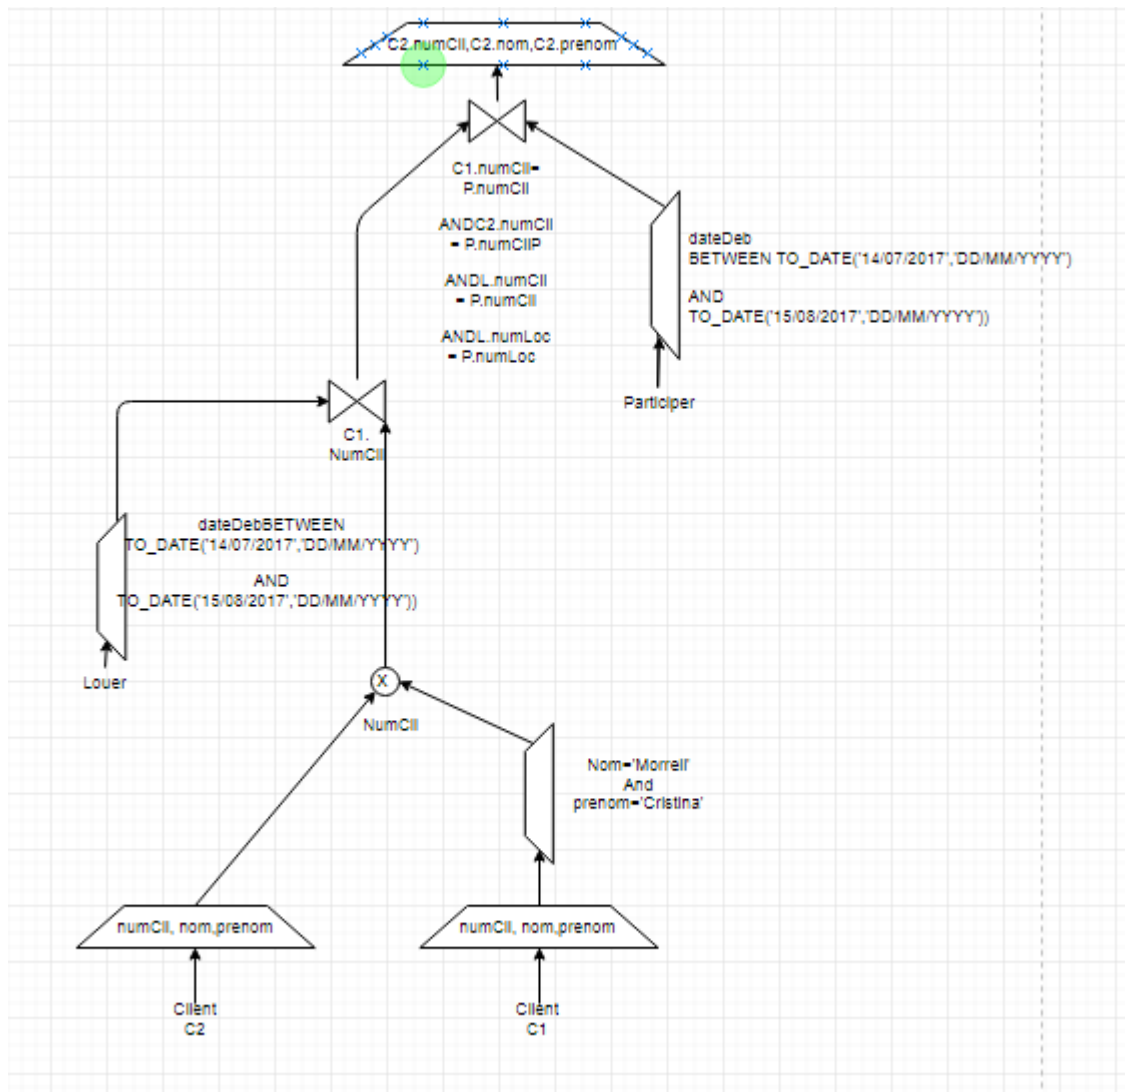 C2.numCli,C2.nom,C2.prenom
C1.numCli=
P.numCli
ANDC2.numCli
= P.numCliP
ANDL.numCli
= P.numCli
ANDL.numLoc
= P.numLoc
dateDeb
BETWEEN TO_DATE('14/07/2017','DD/MM/YYYY')
AND
TO_DATE('15/08/2017','DD/MM/YYYY'))
Participer
C1.
NumCli
dateDebBETWEEN
TO_DATE('14/07/2017','DD/MM/YYYY')
AND
TO_DATE('15/08/2017','DD/MM/YYYY'))
Louer
X
NumCli
Nom='Morrell'
And
prenom='Cristina'
numCli, nom,prenom
numCli, nom,prenom
Client
C2
Client
C1